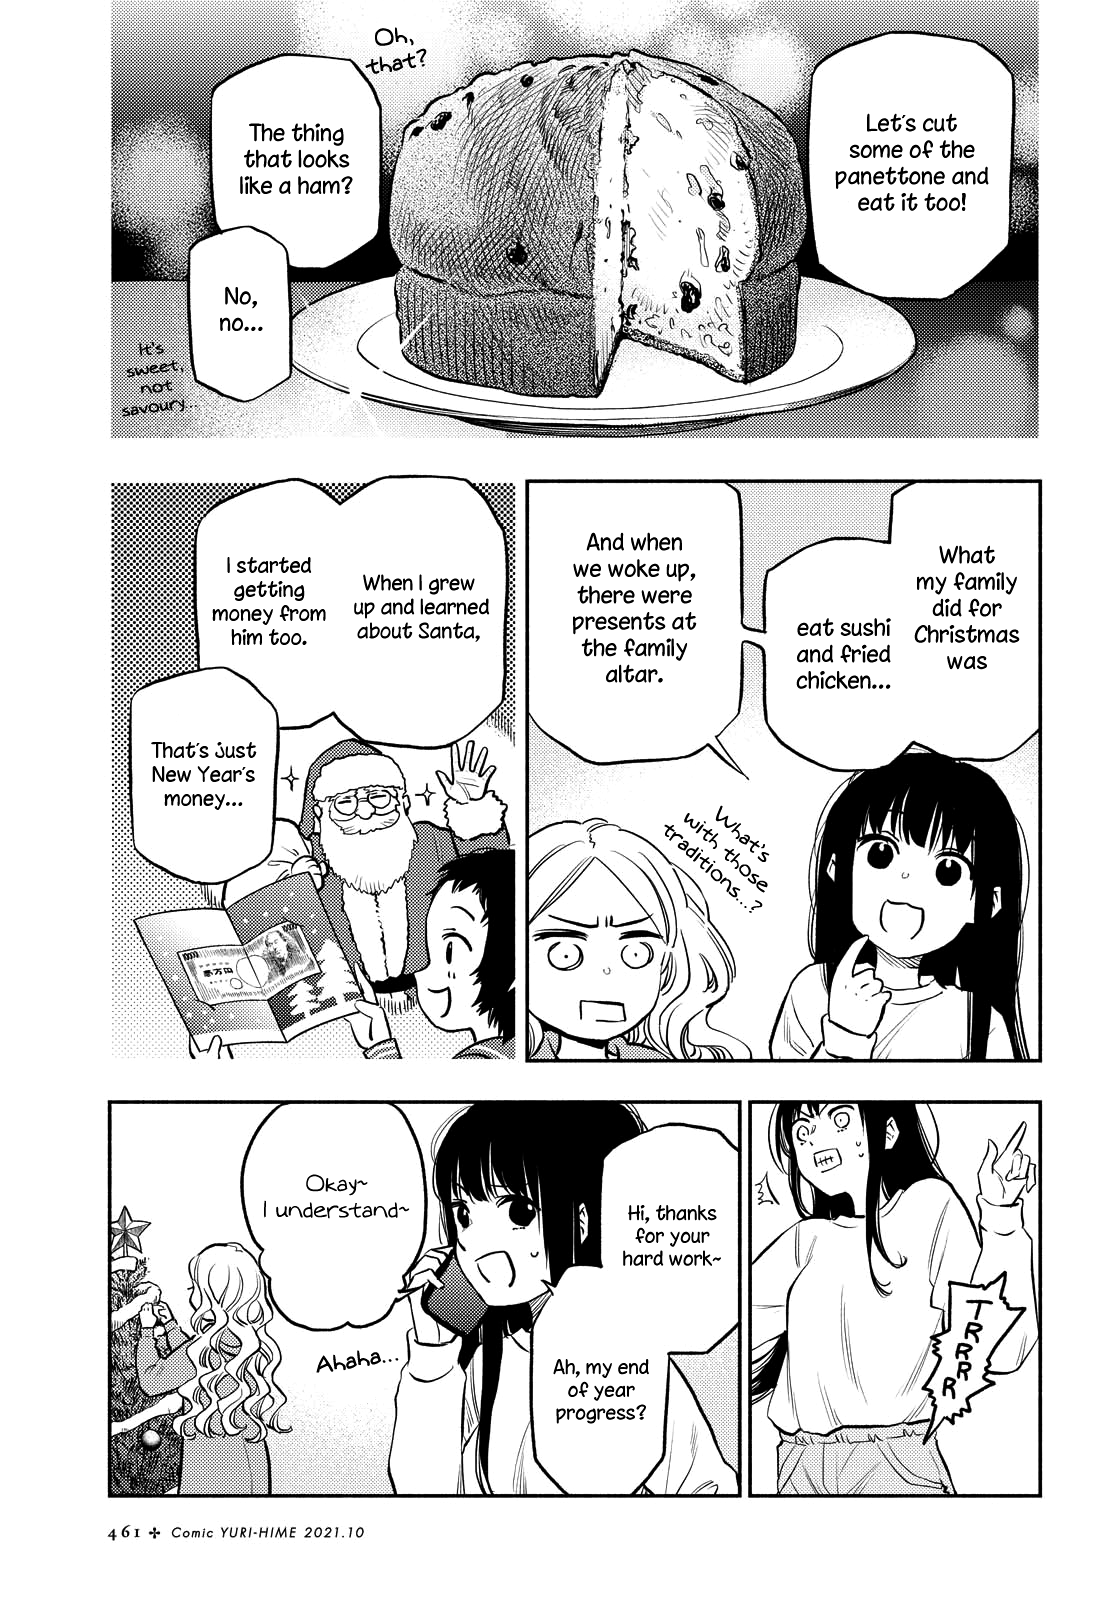 Let's cut
some of the
panettone and
eat it too!
Oh,
that?
The thing
that looks
like a ham?
No,
no...
It's
sweet,
not
savoury...
What
my family
did for
Christmas
was
eat sushi
and fried
chicken...
And when
we woke up,
there were
presents at
the family
altar.
What's
with those
traditions...?
When I grew
up and learned
about Santa,
I started
getting
money from
him too.
That's just
New Year's
money...
壱万円
TRRRR
Hi, thanks
for your
hard work~
Ah, my end
of year
progress?
Okay~
I understand~
Ahaha...
461 ✢ Comic YURI-HIME 2021.10